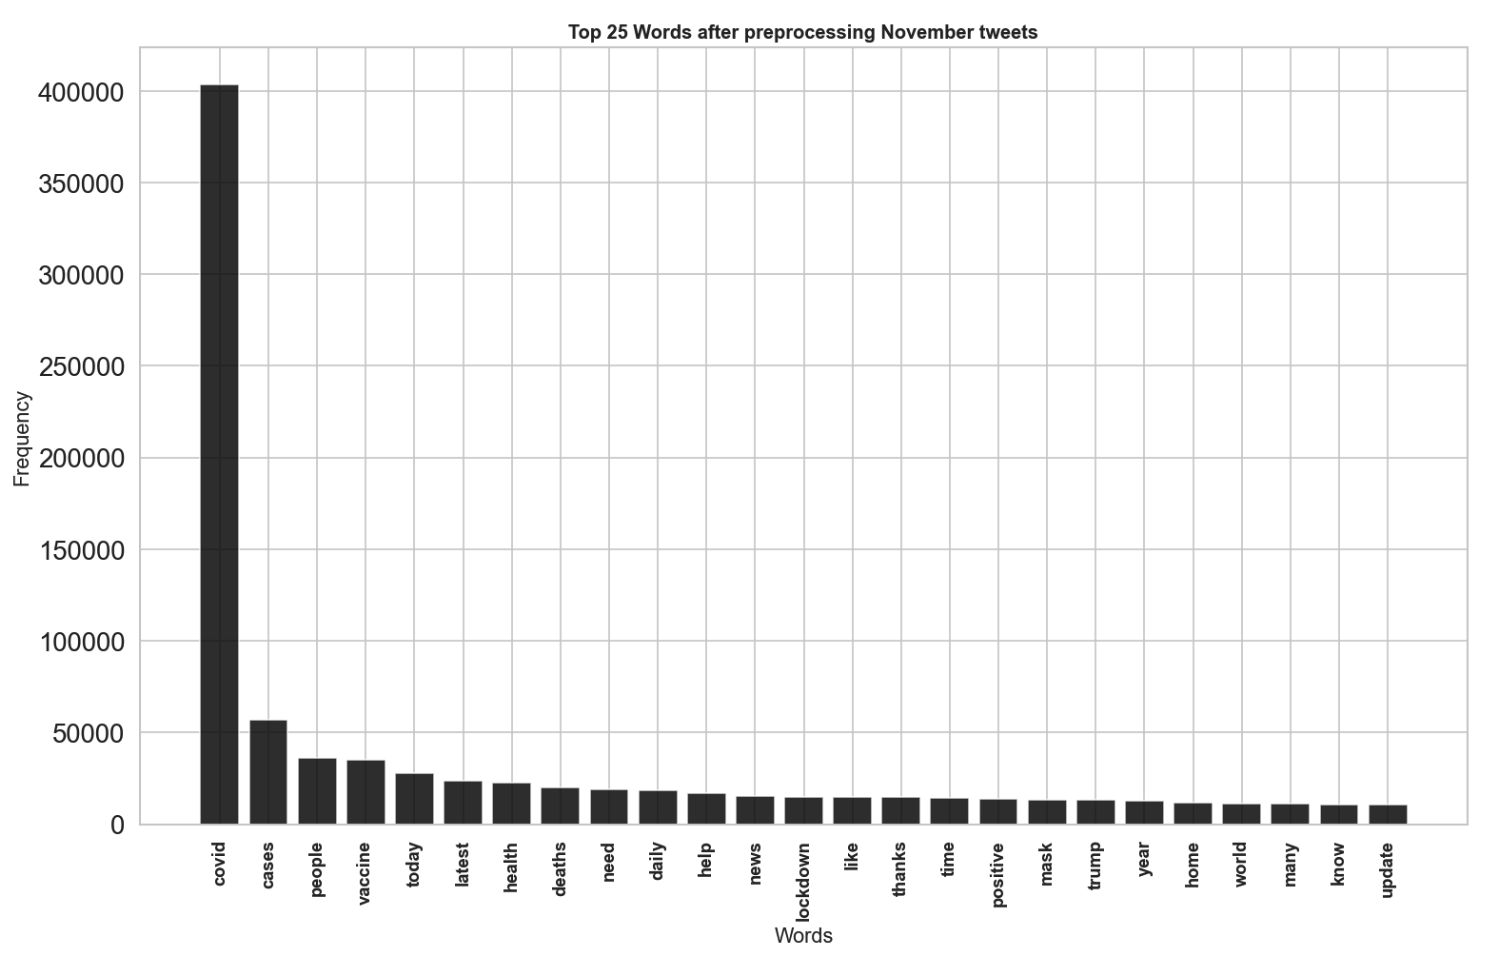 Top 25 Words after preprocessing November tweets
400000
350000
300000
250000
200000
150000
100000
50000
0
Frequency
covid
cases
people
vaccine
today
latest
health
deaths
need
daily
help
news
lockdown
like
thanks
time
positive
mask
trump
year
home
world
many
know
update
Words